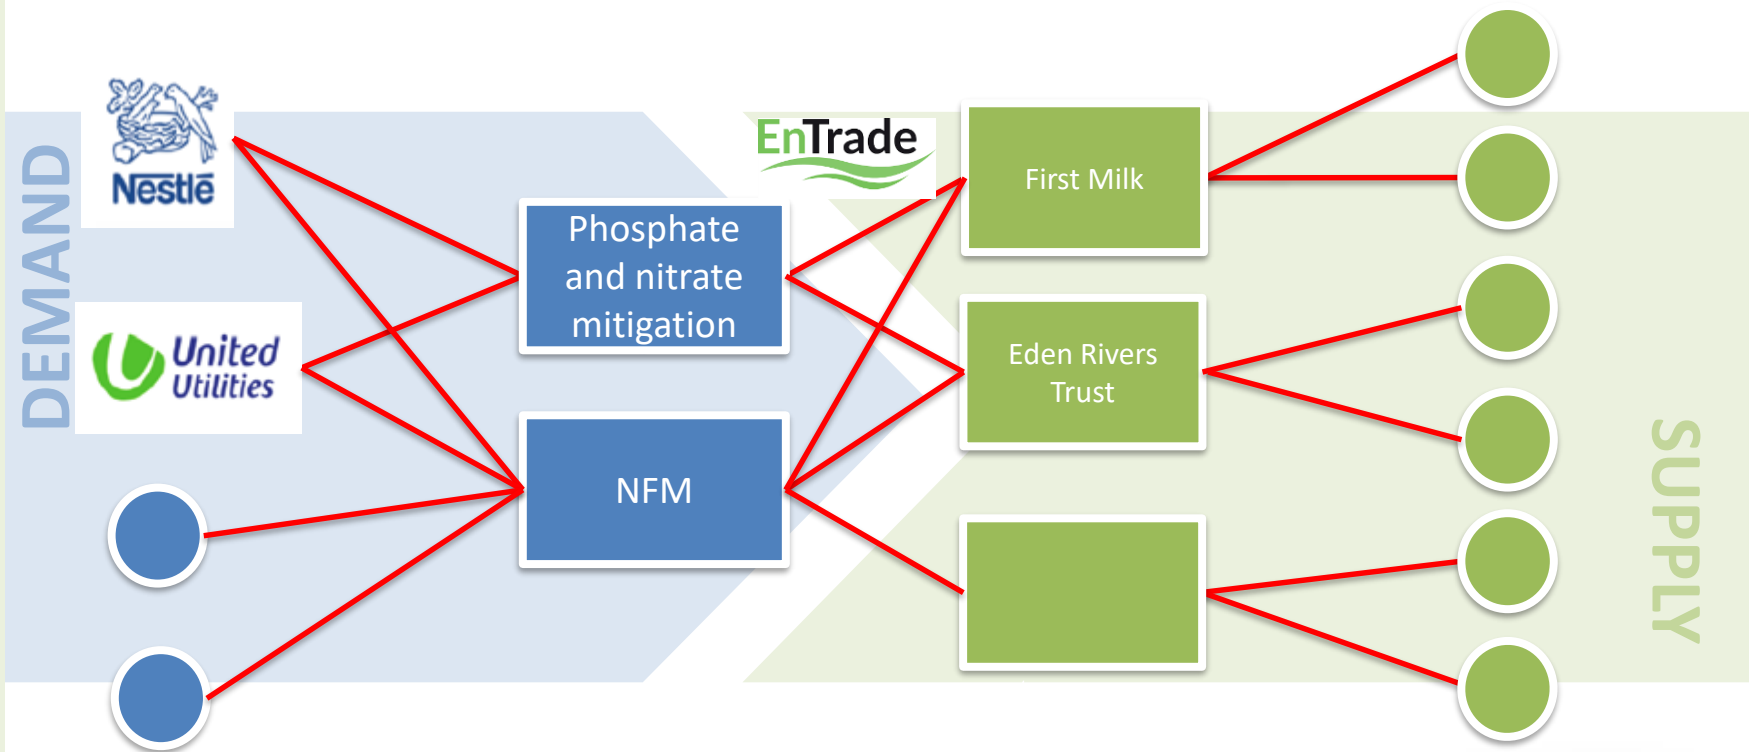 DEMAND
Nestlé
United
Utilities
Phosphate
and nitrate
mitigation
NFM
EnTrade
First Milk
Eden Rivers
Trust
SUPPLY